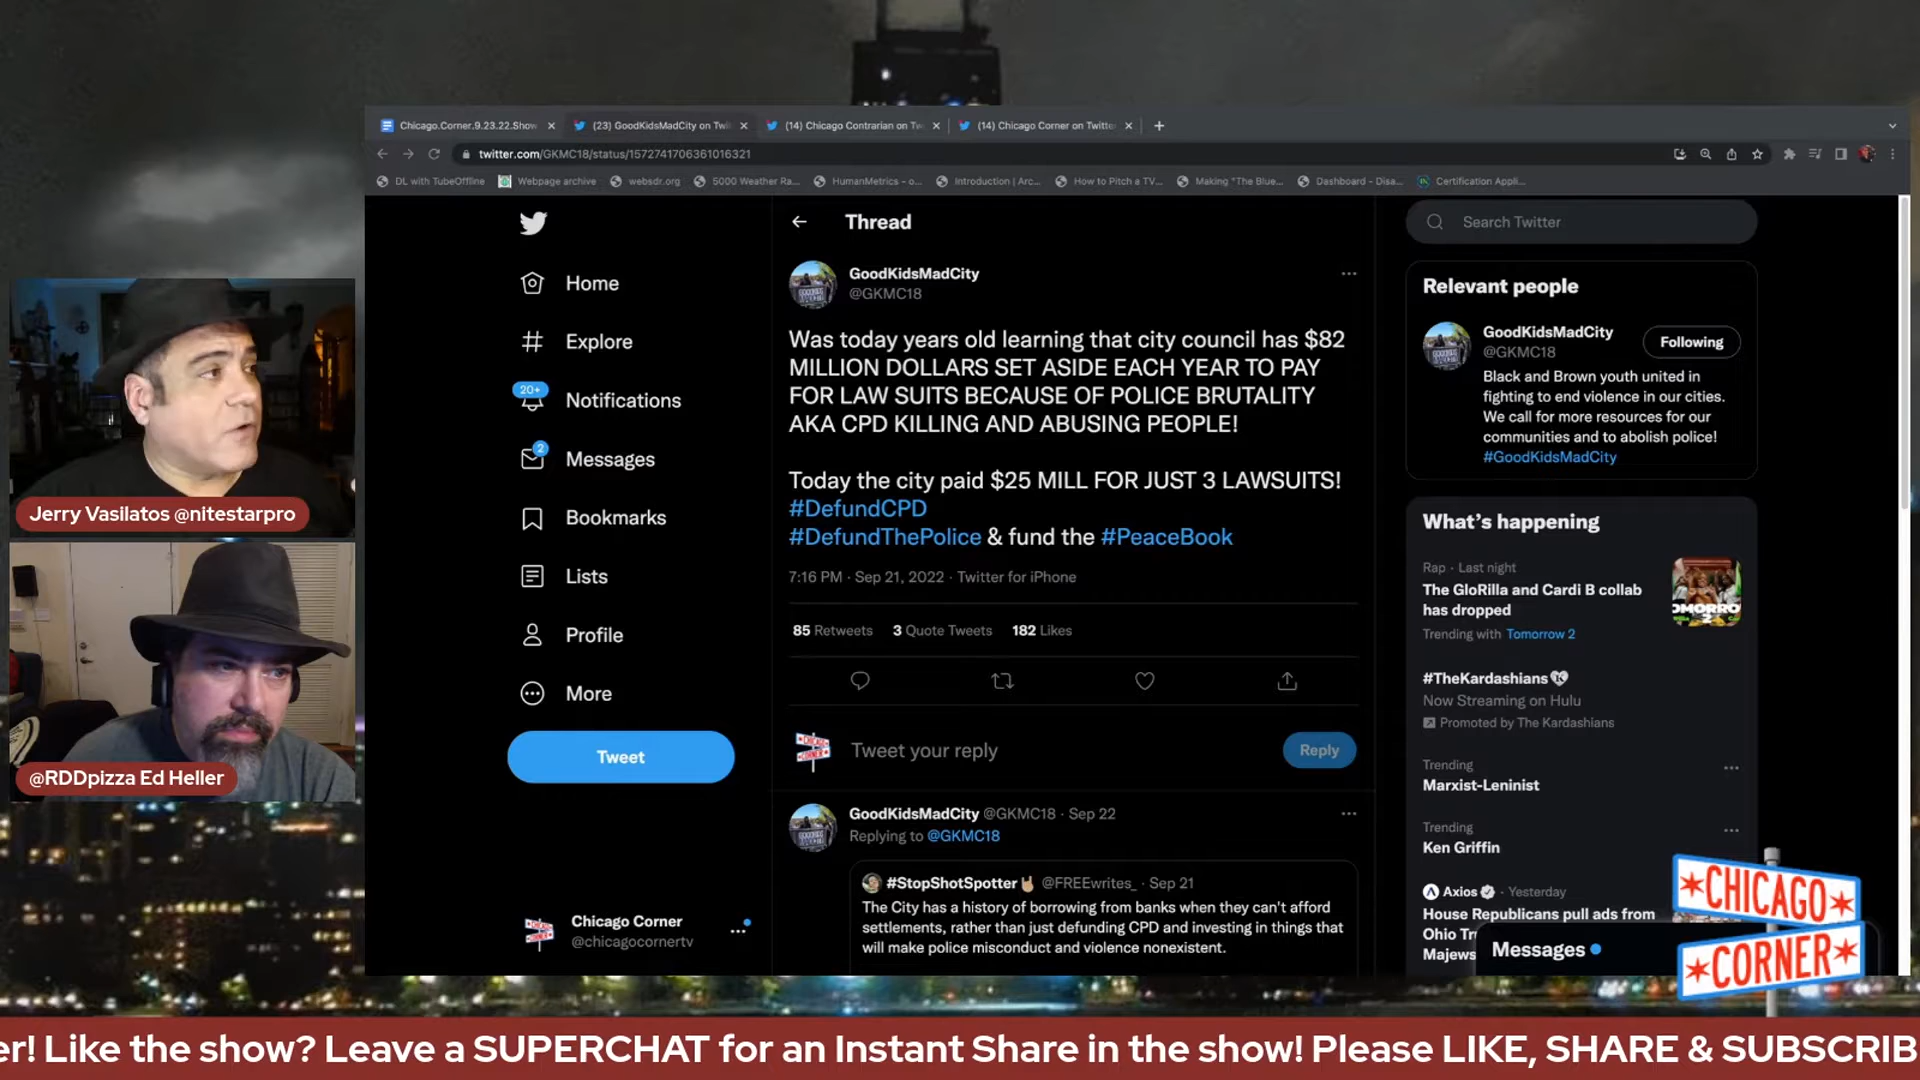 Chicago.Corner.9.23.22.Show
(23) GoodKidsMadCity on Twi
(14) Chicago Contrarian on Tw
(14) Chicago Corner on Twitte
twitter.com/GKMC18/status/1572741706361016321
DL with TubeOffline
Webpage archive
websdr.org
5000 Weather Ra...
HumanMetrics - o...
Introduction | Arc...
How to Pitch a TV...
Making "The Blue...
Dashboard - Disa...
Certification Appli...
Home
Explore
20+
Notifications
2
Messages
Bookmarks
Lists
Profile
More
Tweet
Chicago Corner
@chicagocornertv
Thread
GoodKidsMadCity
@GKMC18
Was today years old learning that city council has $82
MILLION DOLLARS SET ASIDE EACH YEAR TO PAY
FOR LAW SUITS BECAUSE OF POLICE BRUTALITY
AKA CPD KILLING AND ABUSING PEOPLE!
Today the city paid $25 MILL FOR JUST 3 LAWSUITS!
#DefundCPD
#DefundThePolice & fund the #PeaceBook
7:16 PM · Sep 21, 2022 · Twitter for iPhone
85 Retweets 3 Quote Tweets 182 Likes
Tweet your reply
Reply
GoodKidsMadCity @GKMC18 · Sep 22
Replying to @GKMC18
#StopShotSpotter @FREEwrites_ · Sep 21
The City has a history of borrowing from banks when they can't afford
settlements, rather than just defunding CPD and investing in things that
will make police misconduct and violence nonexistent.
Search Twitter
Relevant people
GoodKidsMadCity
@GKMC18
Following
Black and Brown youth united in
fighting to end violence in our cities.
We call for more resources for our
communities and to abolish police!
#GoodKidsMadCity
What's happening
Rap · Last night
The GloRilla and Cardi B collab
has dropped
Trending with Tomorrow 2
#TheKardashians
Now Streaming on Hulu
Promoted by The Kardashians
Trending
Marxist-Leninist
Trending
Ken Griffin
Axios · Yesterday
House Republicans pull ads from
Ohio Tr
Majews
Messages
CHICAGO
CORNER
Jerry Vasilatos @nitestarpro
@RDDpizza Ed Heller
er! Like the show? Leave a SUPERCHAT for an Instant Share in the show! Please LIKE, SHARE & SUBSCRIB